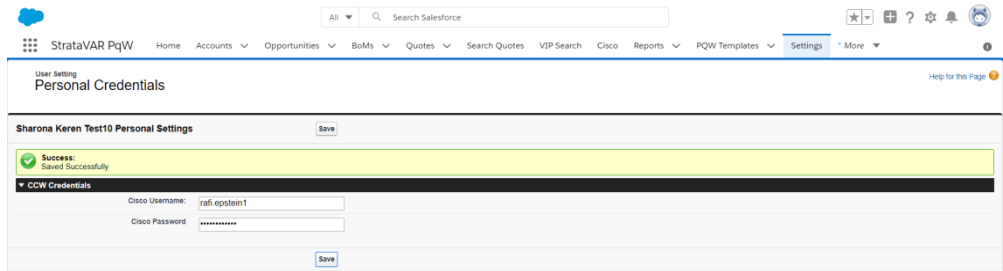 All Search Salesforce
StrataVAR PqW Home Accounts Opportunities BoMs Quotes Search Quotes VIP Search Cisco Reports PQW Templates Settings * More
User Setting
Personal Credentials
Help for this Page
Sharona Keren Test10 Personal Settings Save
Success:
Saved Successfully
CCW Credentials
Cisco Username: rafi.epstein1
Cisco Password ••••••••••••
Save